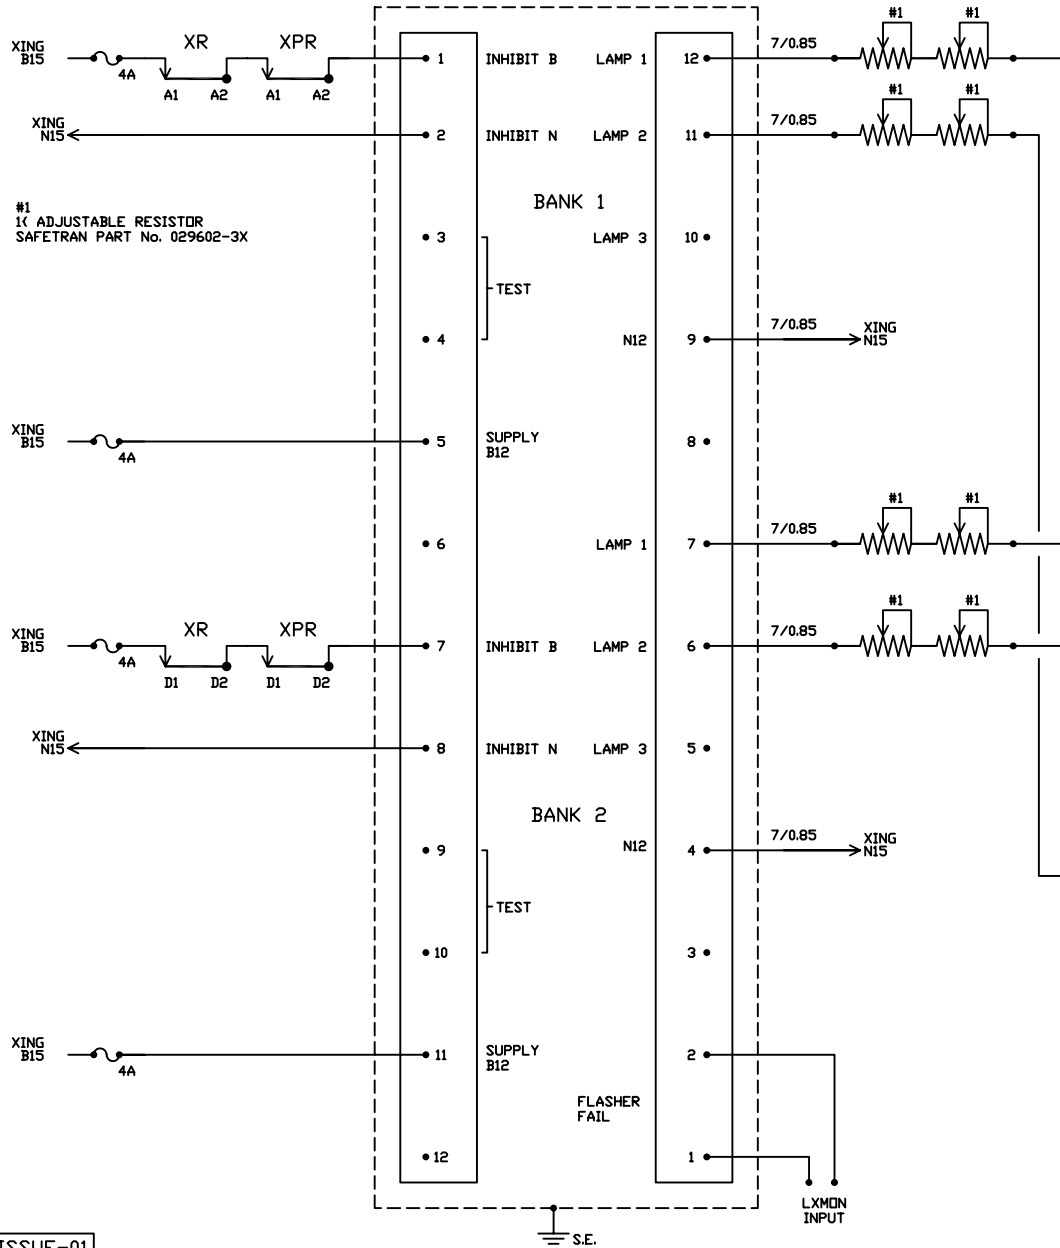 #1 #1
XING
B15 4A XR XPR
A1 A2 A1 A2
1 INHIBIT B LAMP 1 12 7/0.85
#1 #1
XING
N15 2 INHIBIT N LAMP 2 11 7/0.85
BANK 1
#1
1( ADJUSTABLE RESISTOR
SAFETRAN PART No. 029602-3X
3 LAMP 3 10
TEST
4 N12 9 7/0.85 XING
N15
XING
B15 4A 5 SUPPLY
B12
8
#1 #1
6 LAMP 1 7 7/0.85
#1 #1
XING
B15 4A XR XPR
D1 D2 D1 D2
7 INHIBIT B LAMP 2 6 7/0.85
XING
N15 8 INHIBIT N LAMP 3 5
BANK 2
9 N12 4 7/0.85 XING
N15
TEST
10 3
XING
B15 4A 11 SUPPLY
B12
2
FLASHER
FAIL
12 1
LXMON
INPUT
S.E.
ISSUE-01